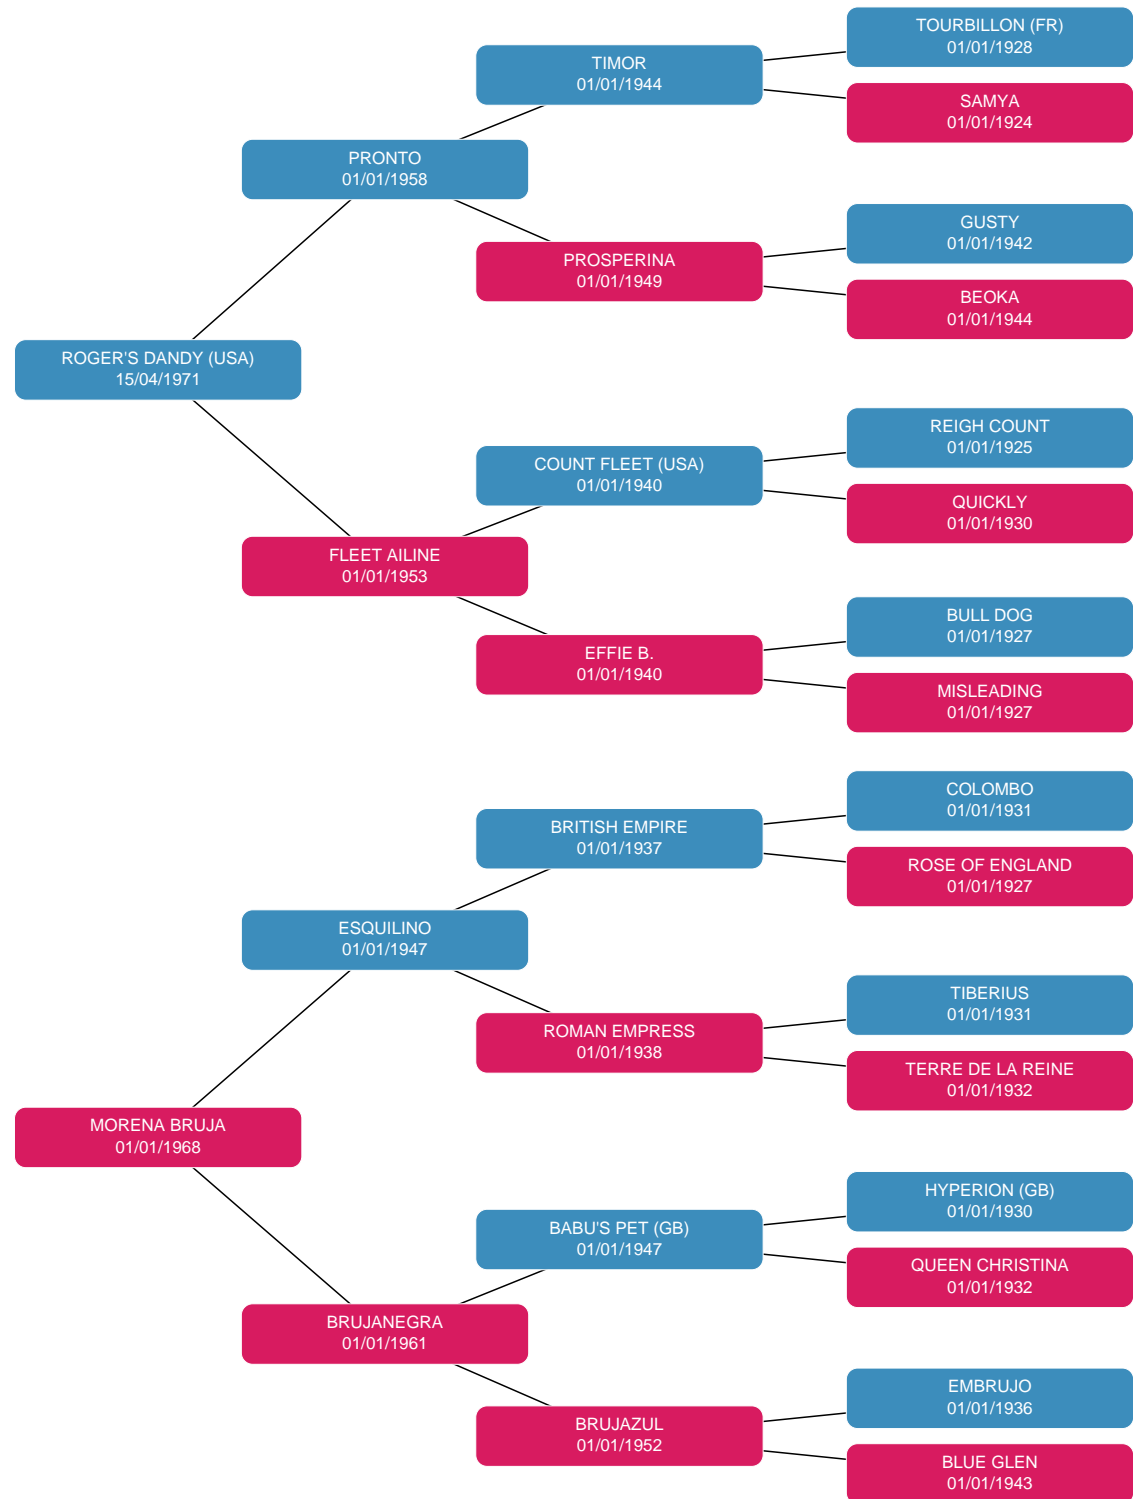 TOURBILLON (FR)
01/01/1928
TIMOR
01/01/1944
SAMYA
01/01/1924
PRONTO
01/01/1958
GUSTY
01/01/1942
PROSPERINA
01/01/1949
BEOKA
01/01/1944
ROGER'S DANDY (USA)
15/04/1971
REIGH COUNT
01/01/1925
COUNT FLEET (USA)
01/01/1940
QUICKLY
01/01/1930
FLEET AILINE
01/01/1953
BULL DOG
01/01/1927
EFFIE B.
01/01/1940
MISLEADING
01/01/1927
COLOMBO
01/01/1931
BRITISH EMPIRE
01/01/1937
ROSE OF ENGLAND
01/01/1927
ESQUILINO
01/01/1947
TIBERIUS
01/01/1931
ROMAN EMPRESS
01/01/1938
TERRE DE LA REINE
01/01/1932
MORENA BRUJA
01/01/1968
HYPERION (GB)
01/01/1930
BABU'S PET (GB)
01/01/1947
QUEEN CHRISTINA
01/01/1932
BRUJANEGRA
01/01/1961
EMBRUJO
01/01/1936
BRUJAZUL
01/01/1952
BLUE GLEN
01/01/1943